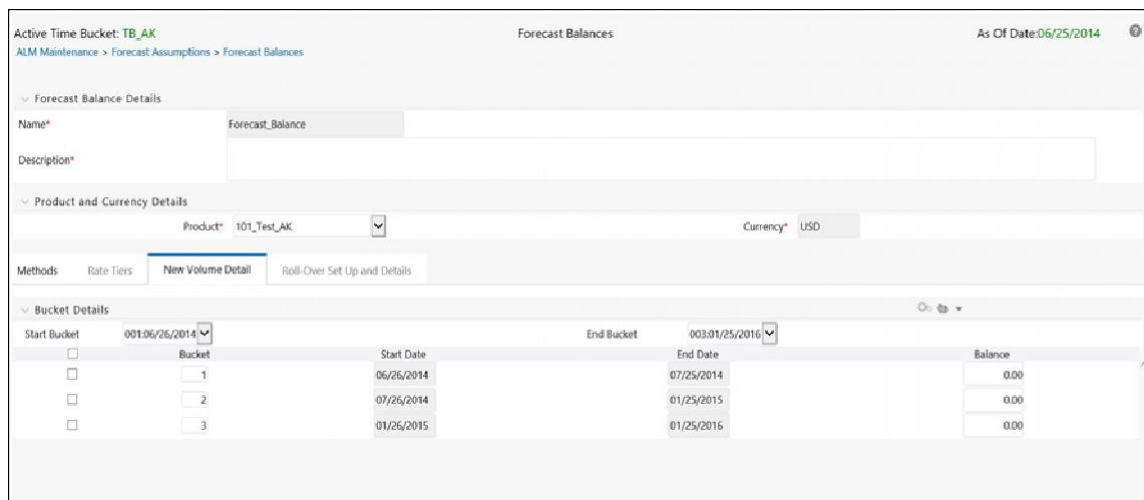 Active Time Bucket: TB_AK Forecast Balances As Of Date:06/25/2014
ALM Maintenance > Forecast Assumptions > Forecast Balances
Forecast Balance Details
Name* Forecast_Balance
Description*
Product and Currency Details
Product* 101_Test_AK Currency* USD
Methods Rate Tiers New Volume Detail Roll-Over Set Up and Details
Bucket Details
Start Bucket 001:06/26/2014 End Bucket 003:01/25/2016
Bucket Start Date End Date Balance
1 06/26/2014 07/25/2014 0.00
2 07/26/2014 01/25/2015 0.00
3 01/26/2015 01/25/2016 0.00